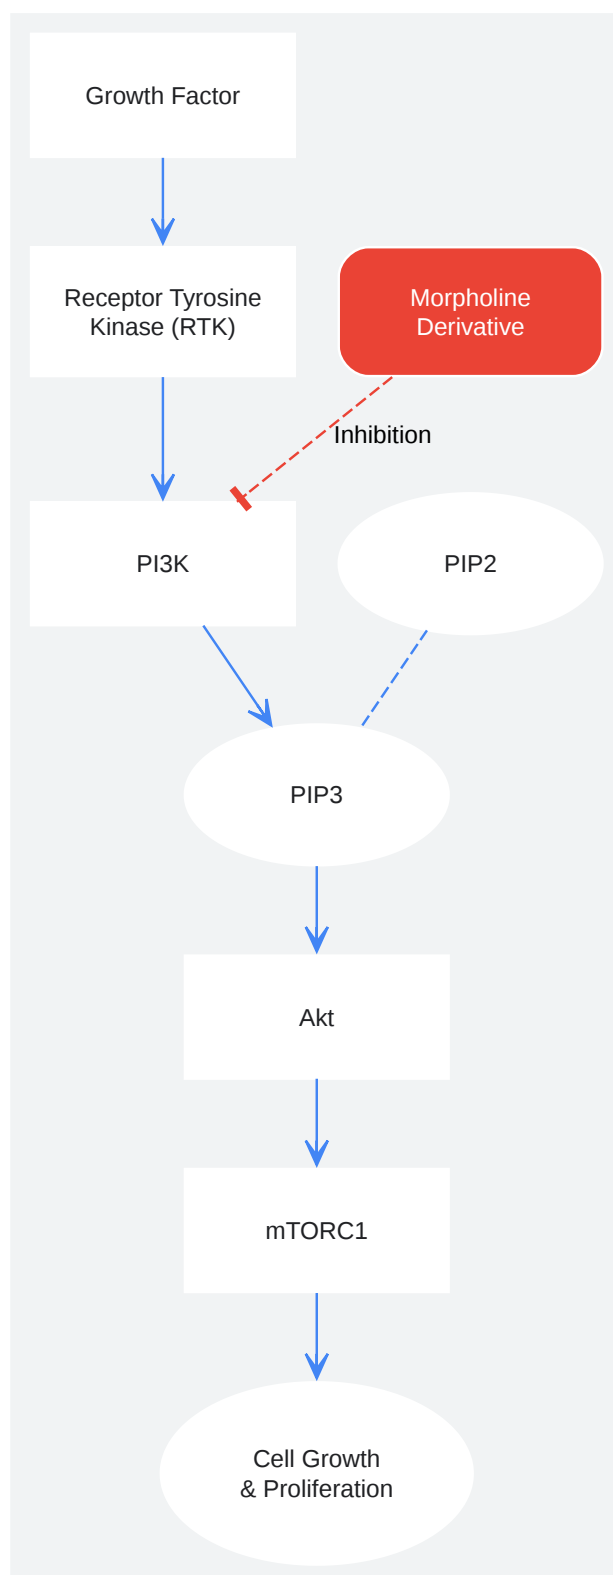 Growth Factor
Receptor Tyrosine
Kinase (RTK)
Morpholine
Derivative
Inhibition
PI3K
PIP2
PIP3
Akt
mTORC1
Cell Growth
& Proliferation